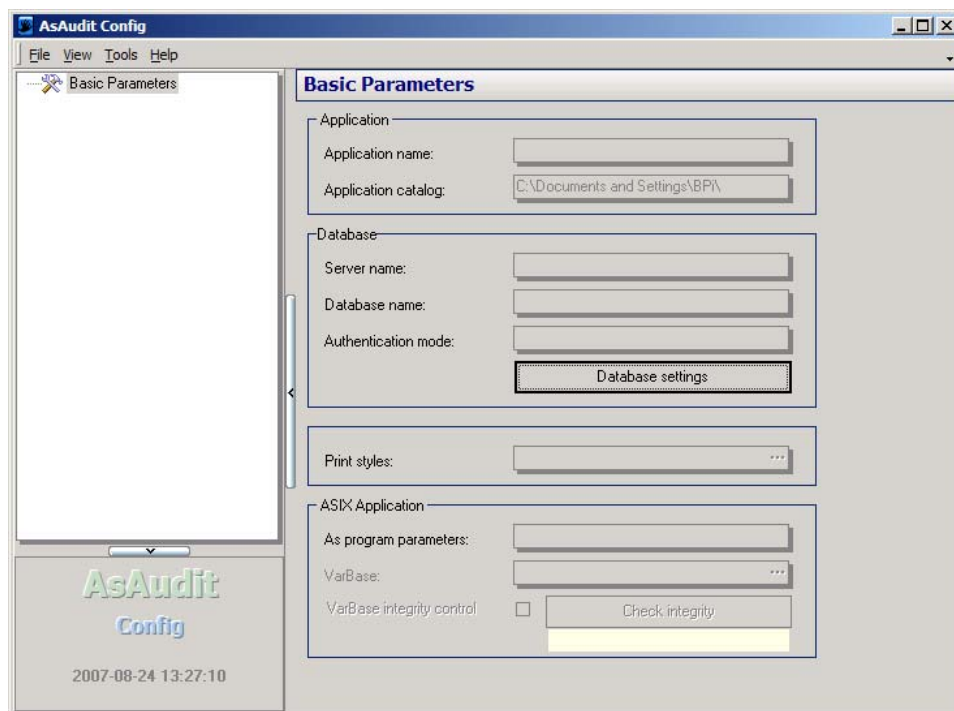 AsAudit Config
File View Tools Help
Basic Parameters
Basic Parameters
Application
Application name:
Application catalog: C:\Documents and Settings\BPi\
Database
Server name:
Database name:
Authentication mode:
Database settings
Print styles: ...
ASIX Application
As program parameters:
VarBase: ...
VarBase integrity control Check integrity
AsAudit
Config
2007-08-24 13:27:10